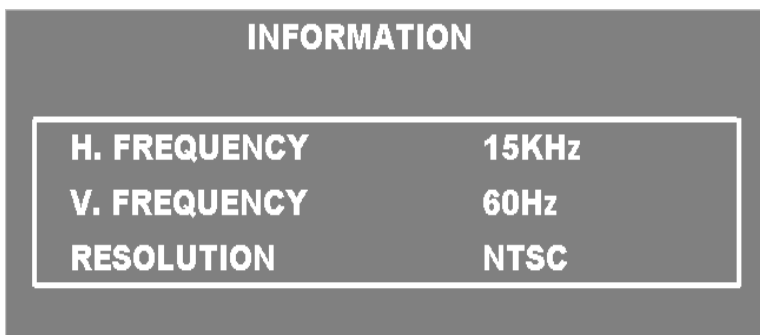 INFORMATION
H. FREQUENCY 15KHz
V. FREQUENCY 60Hz
RESOLUTION NTSC